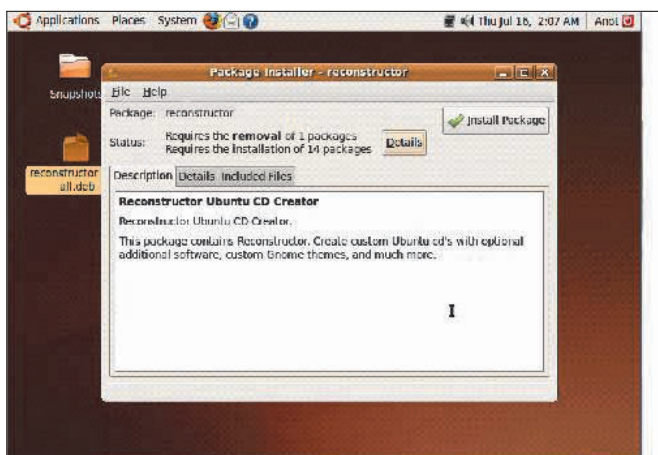 Applications Places System Thu Jul 16, 2:07 AM Anot
Snapshots
reconstructor
all.deb
Package Installer - reconstructor
File Help
Package: reconstructor
Install Package
Status: Requires the removal of 1 packages
Requires the installation of 14 packages
Details
Description Details Included Files
Reconstructor Ubuntu CD Creator
Reconstructor Ubuntu CD Creator.
This package contains Reconstructor. Create custom Ubuntu cd's with optional
additional software, custom Gnome themes, and much more.